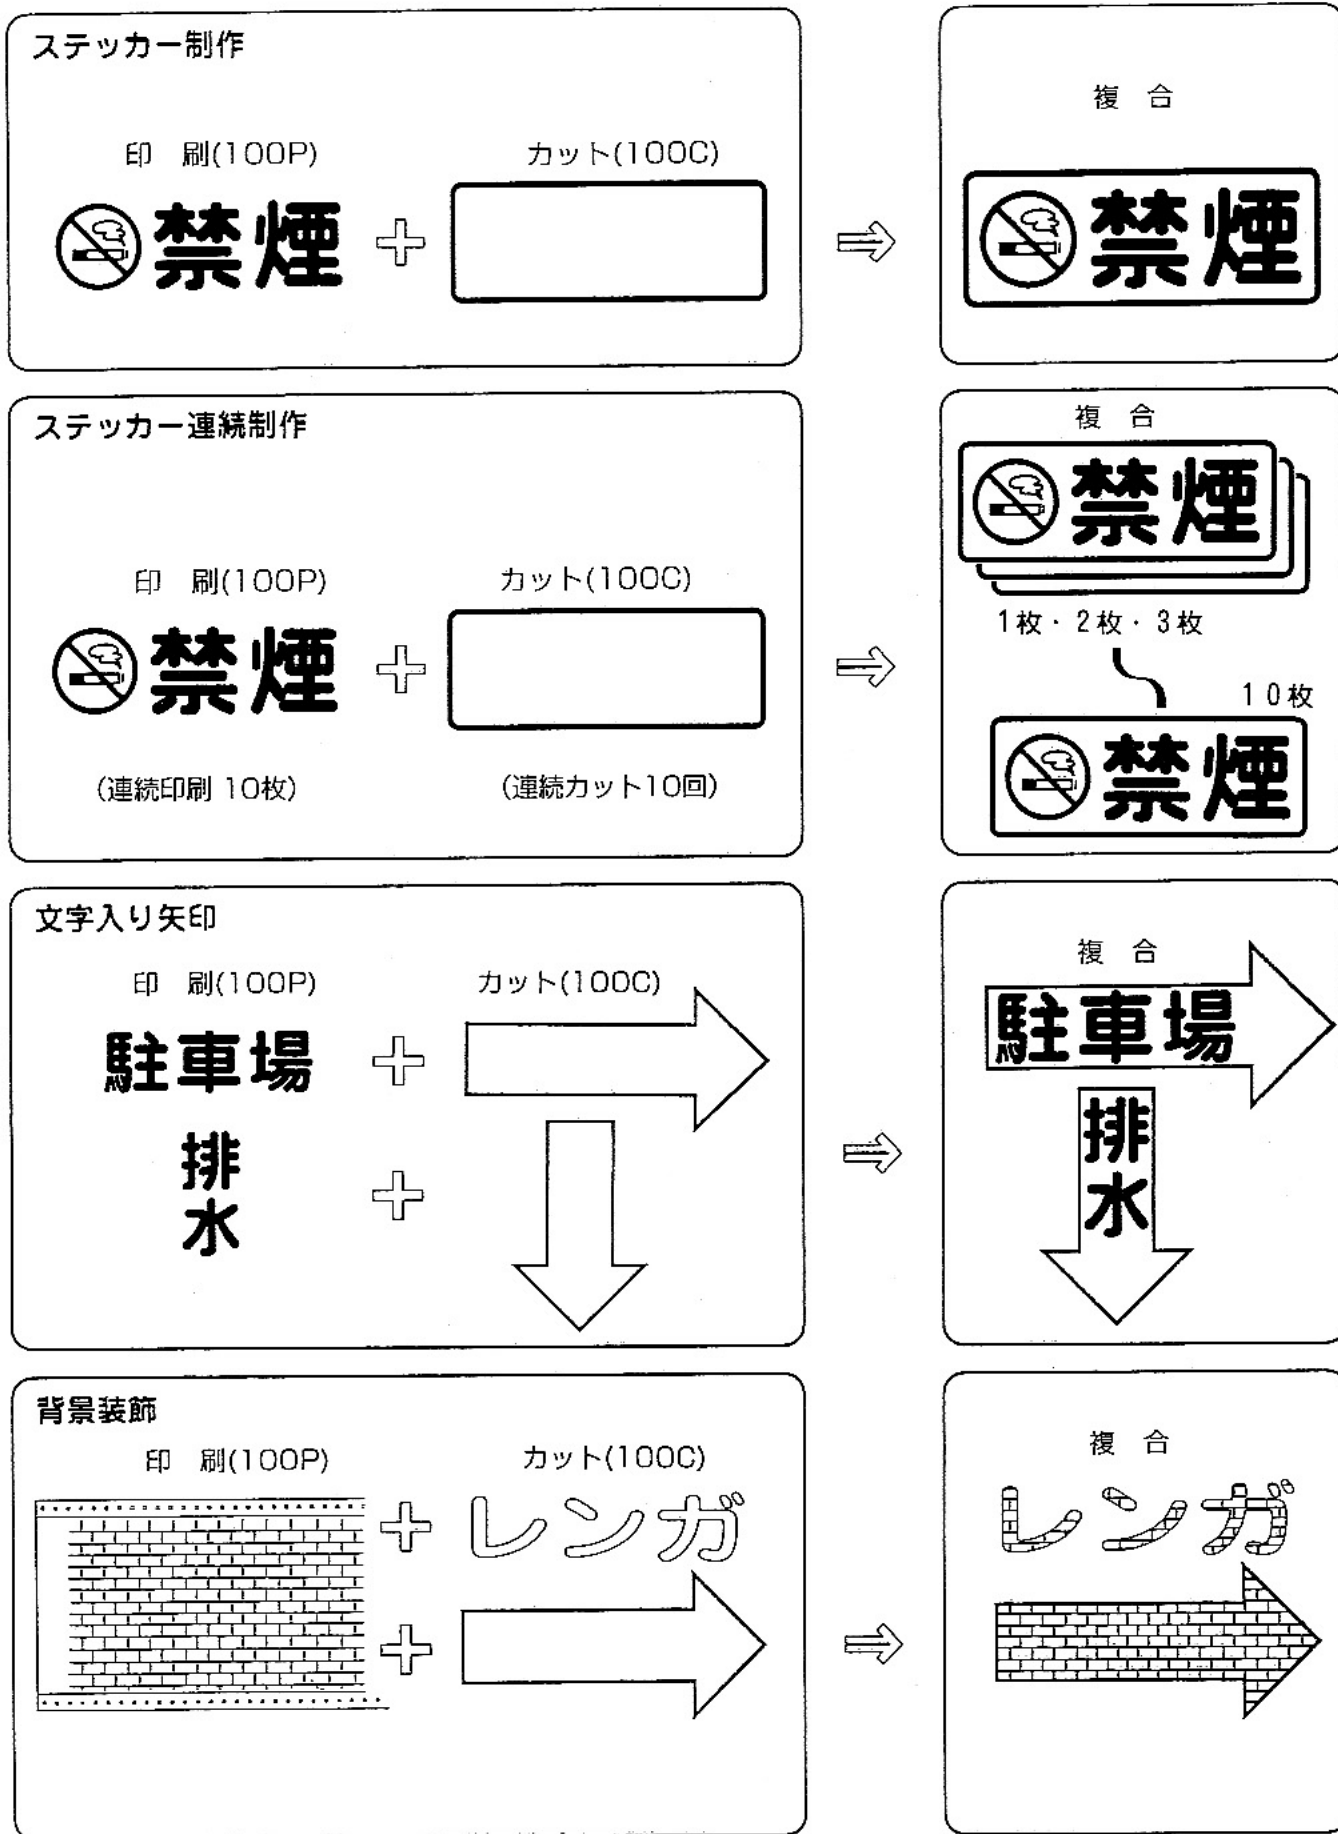 ステッカー制作
印 刷(100P)
カット(100C)
複 合
禁煙
禁煙
ステッカー連続制作
印 刷(100P)
カット(100C)
複 合
禁煙
禁煙
1枚・2枚・3枚
10枚
禁煙
(連続印刷 10枚)
(連続カット10回)
文字入り矢印
印 刷(100P)
カット(100C)
複 合
駐車場
駐車場
排水
排水
背景装飾
印 刷(100P)
カット(100C)
複 合
レンガ
レンガ